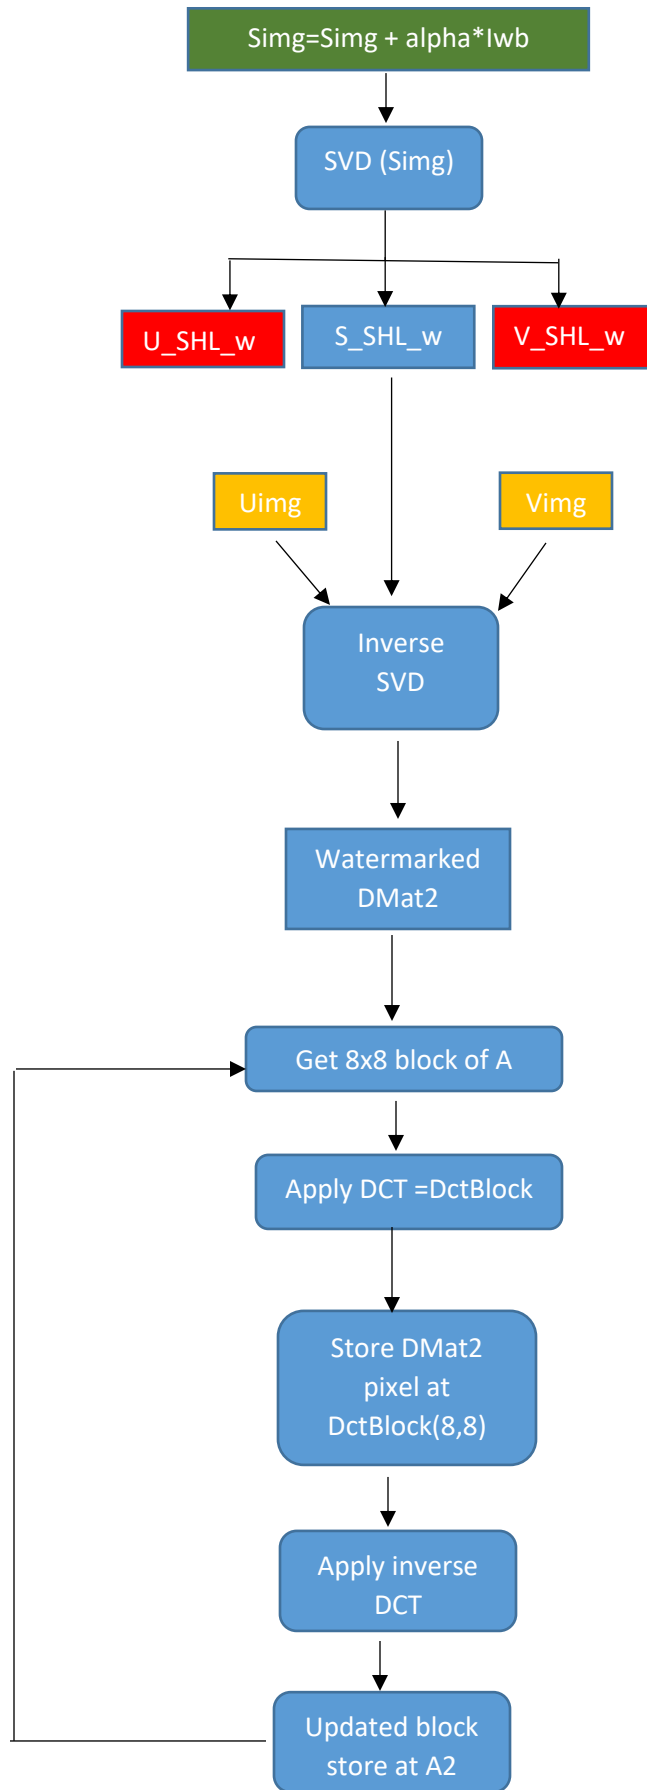 Simg=Simg + alpha*Iwb
SVD (Simg)
U_SHL_w
S_SHL_w
V_SHL_w
Uimg
Vimg
Inverse
SVD
Watermarked
DMat2
Get 8x8 block of A
Apply DCT =DctBlock
Store DMat2
pixel at
DctBlock(8,8)
Apply inverse
DCT
Updated block
store at A2